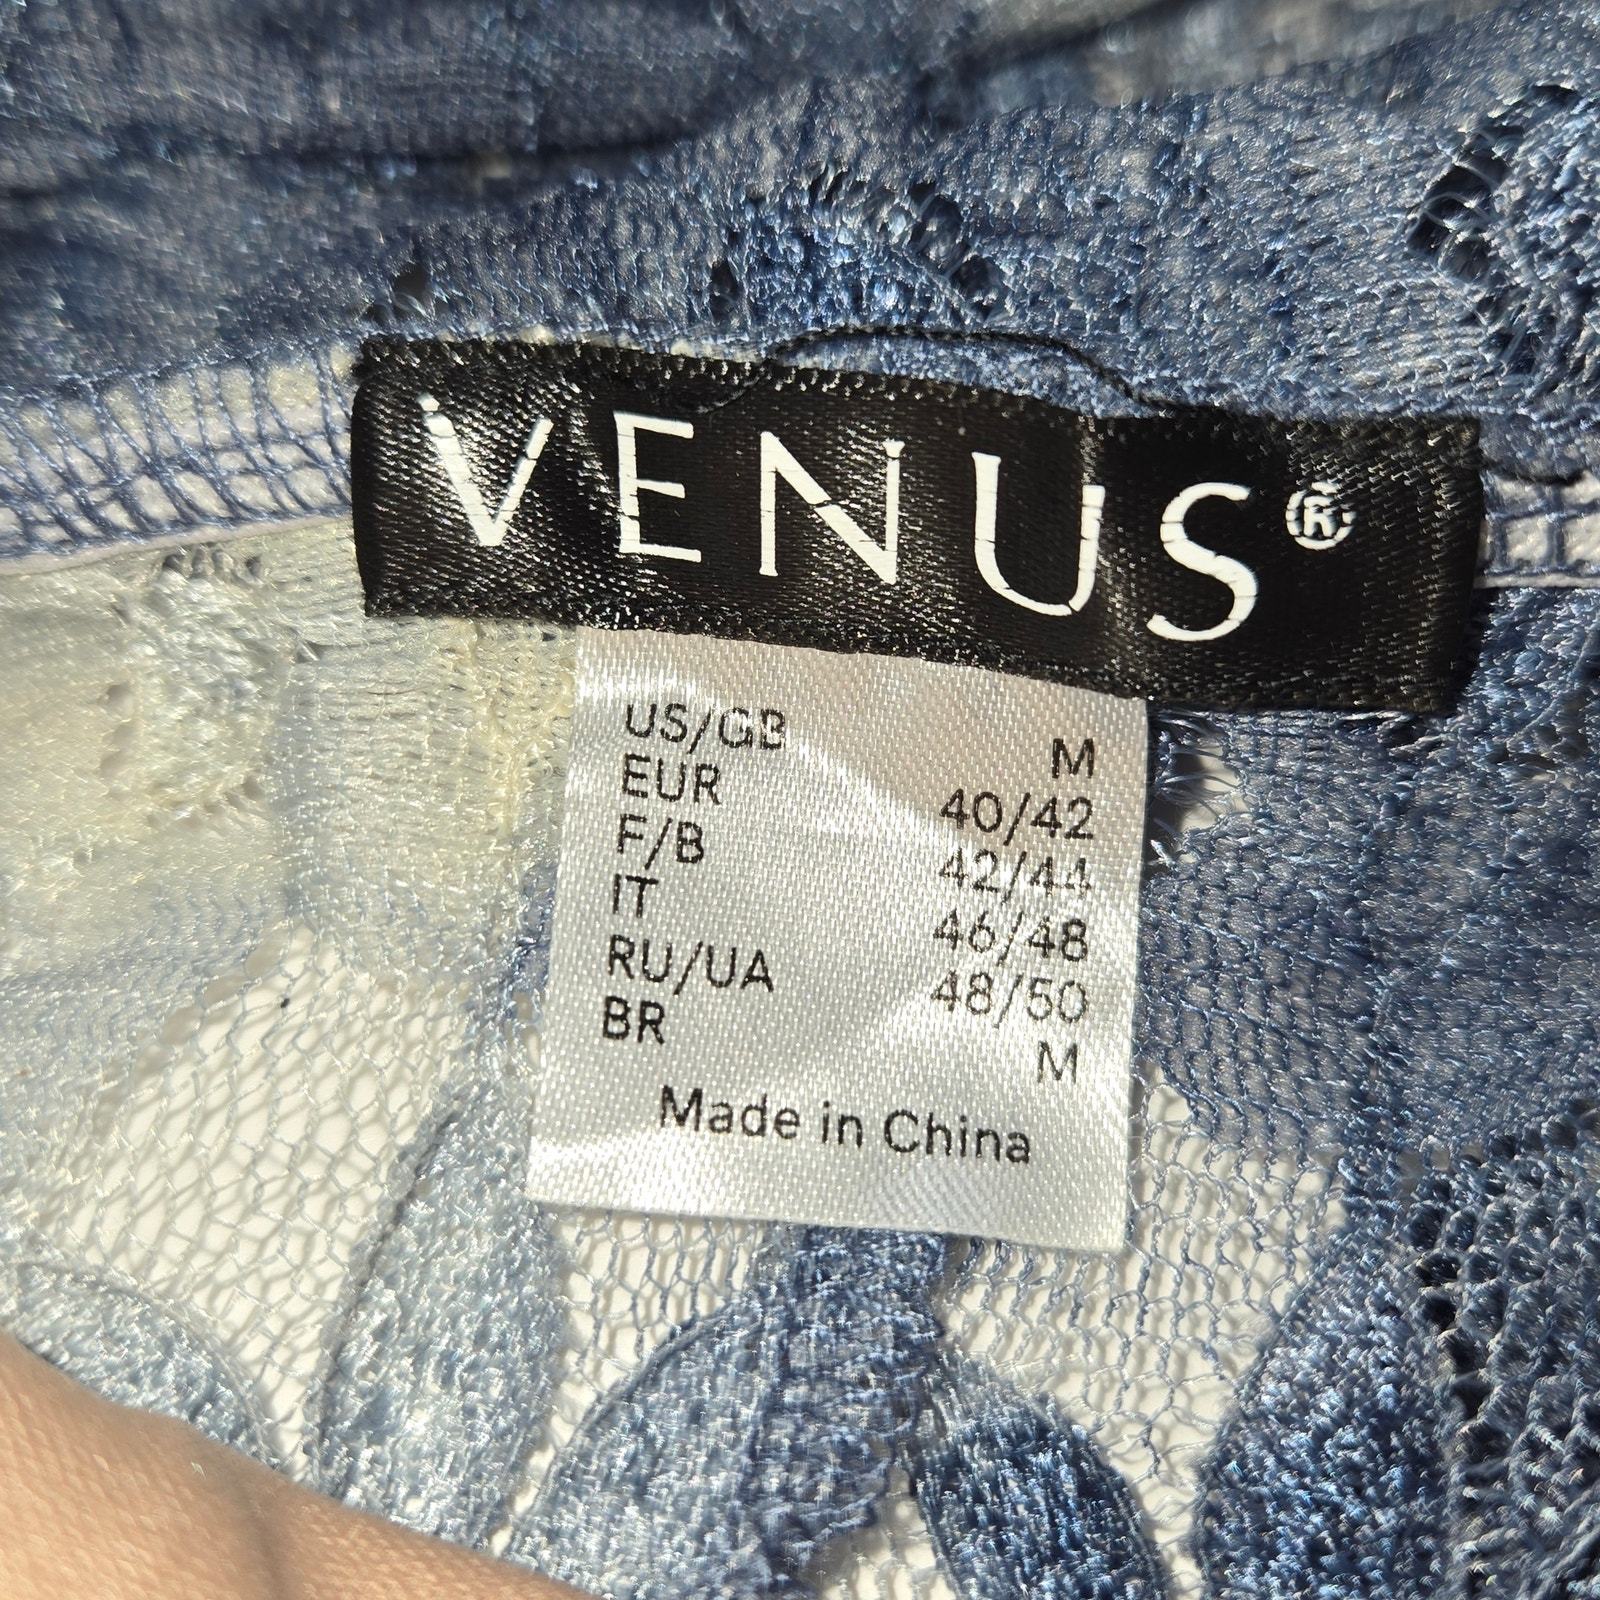 VENUS®
US/GB M
EUR 40/42
F/B 42/44
IT 46/48
RU/UA 48/50
BR M
Made in China